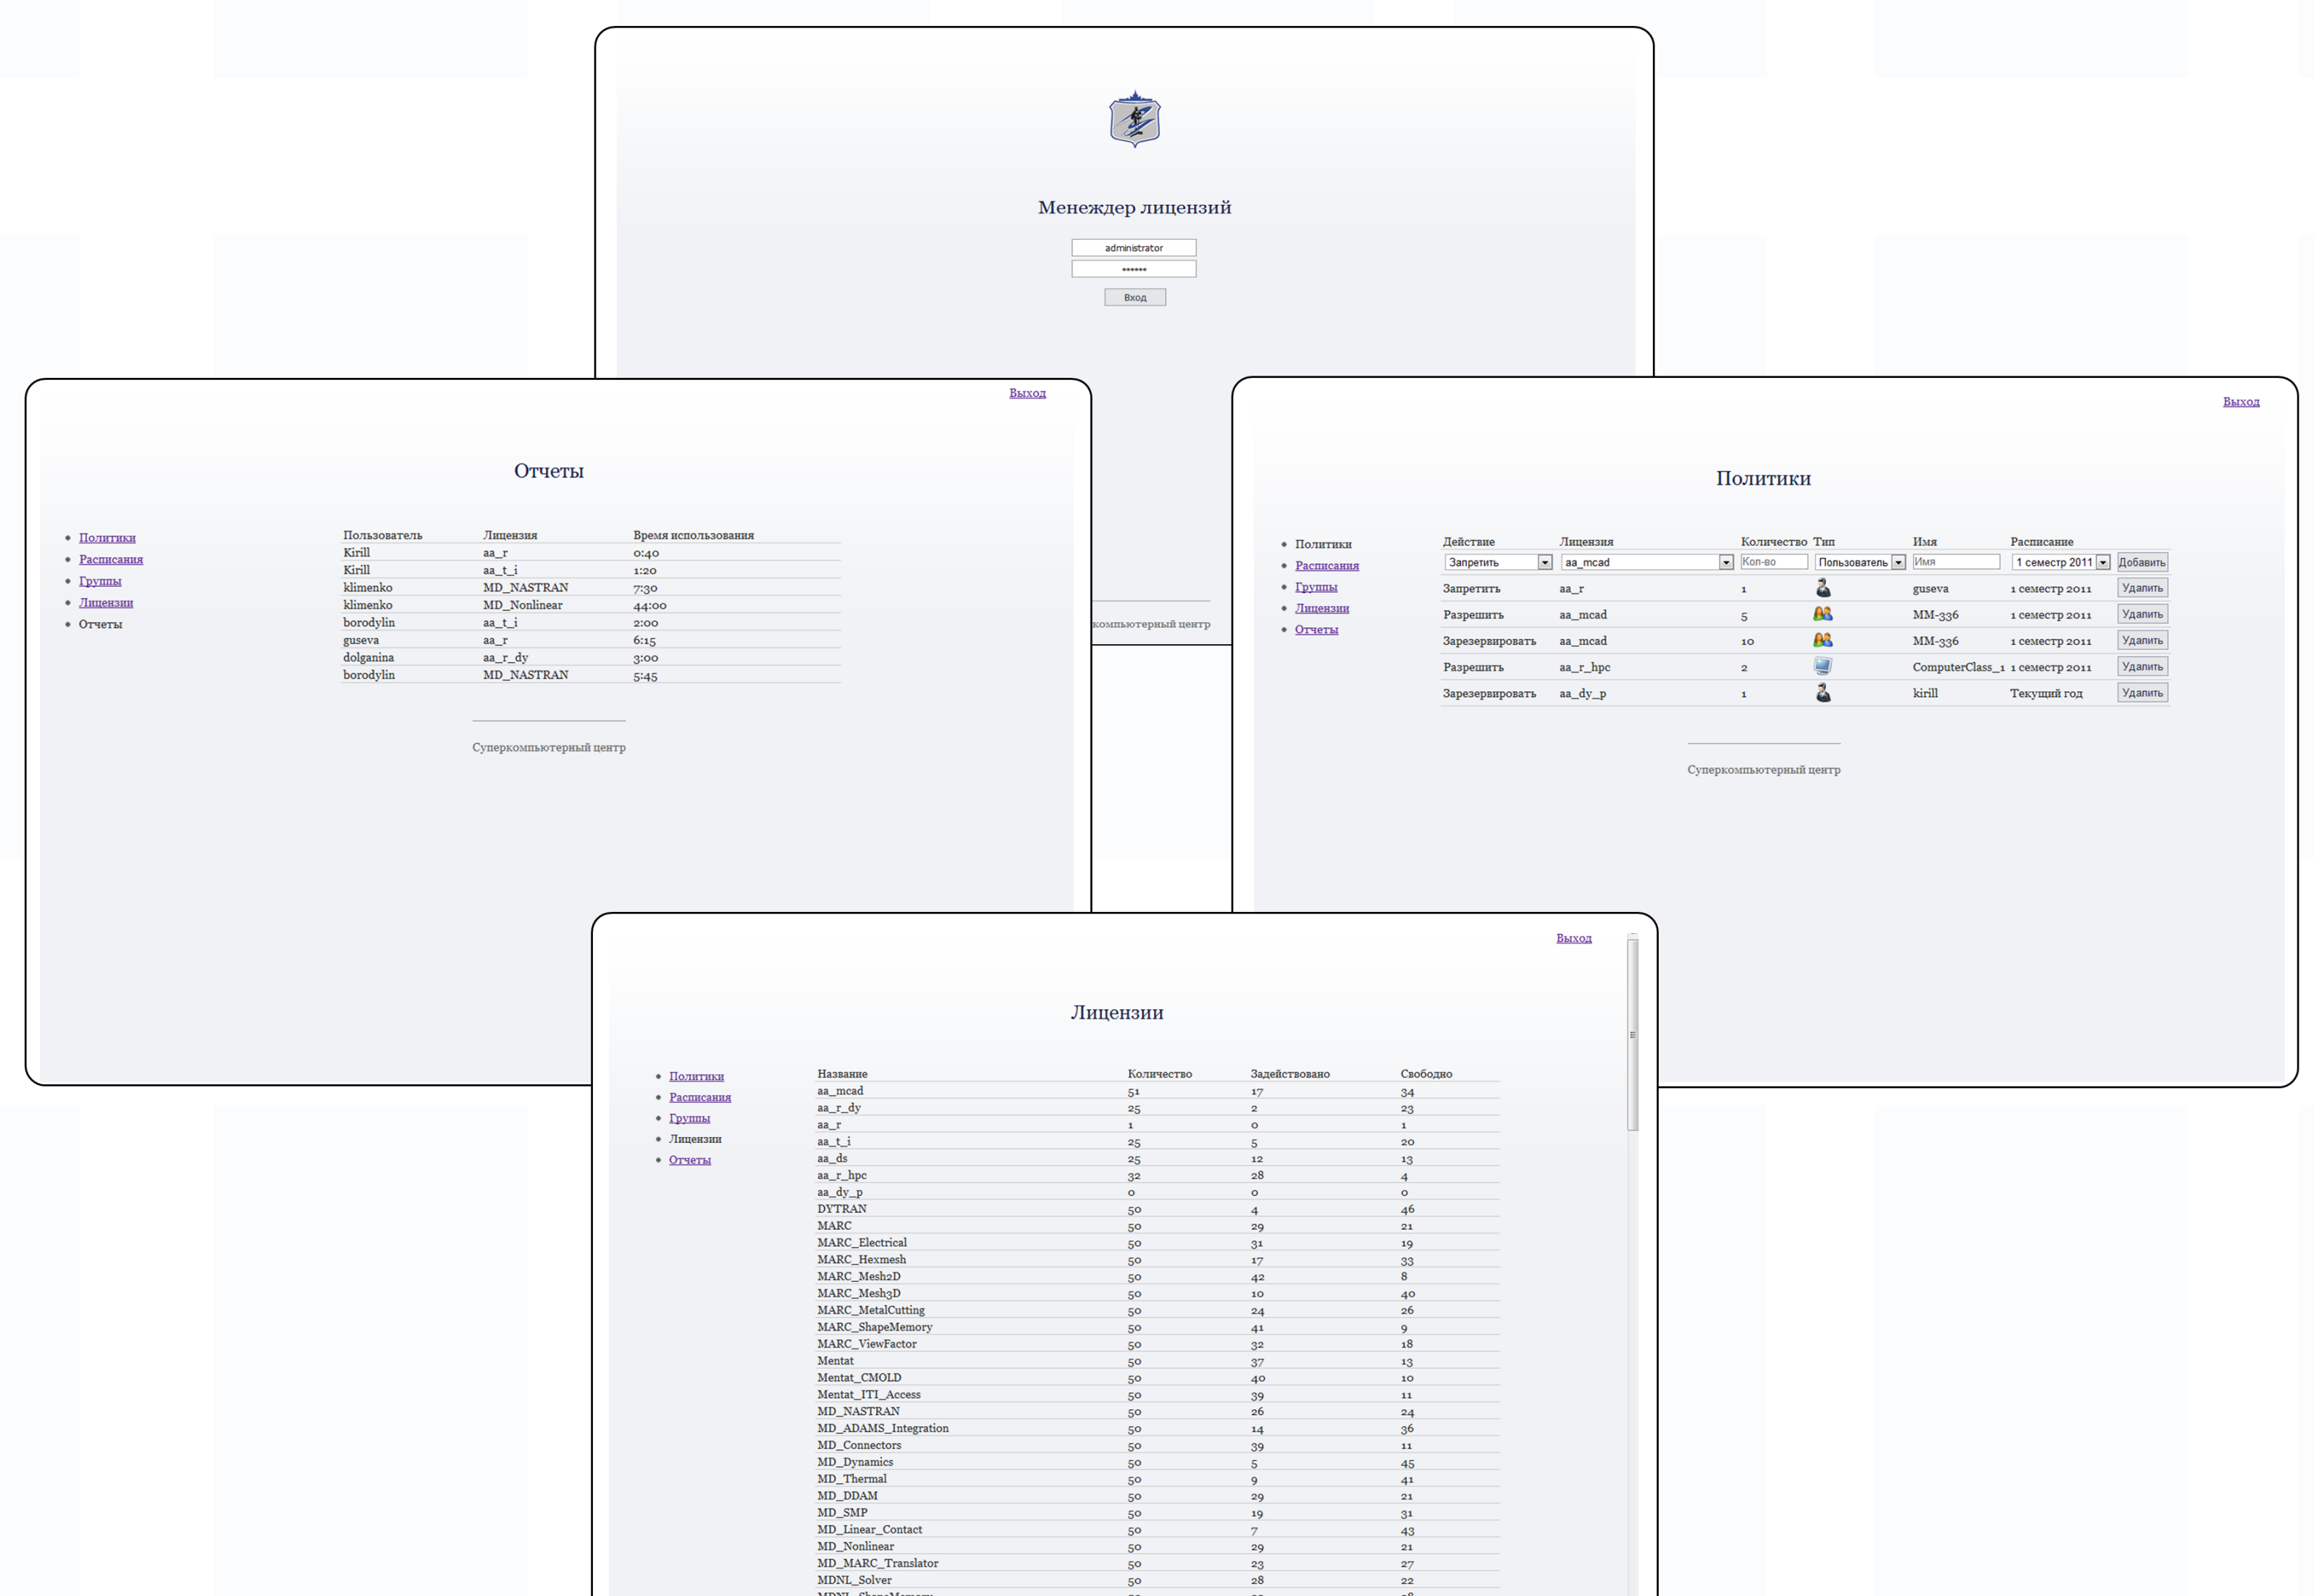 Менеждер лицензий
administrator
••••••
Вход
компьютерный центр
Выход
Отчеты
Политики
Расписания
Группы
Лицензии
Отчеты
Пользователь Лицензия Время использования
Kirill aa_r 0:40
Kirill aa_t_i 1:20
klimenko MD_NASTRAN 7:30
klimenko MD_Nonlinear 44:00
borodylin aa_t_i 2:00
guseva aa_r 6:15
dolganina aa_r_dy 3:00
borodylin MD_NASTRAN 5:45
Суперкомпьютерный центр
Выход
Политики
Политики
Расписания
Группы
Лицензии
Отчеты
Действие Лицензия Количество Тип Имя Расписание
Запретить aa_mcad Кол-во Пользователь Имя 1 семестр 2011 Добавить
Запретить aa_r 1 guseva 1 семестр 2011 Удалить
Разрешить aa_mcad 5 ММ-336 1 семестр 2011 Удалить
Зарезервировать aa_mcad 10 ММ-336 1 семестр 2011 Удалить
Разрешить aa_r_hpc 2 ComputerClass_1 1 семестр 2011 Удалить
Зарезервировать aa_dy_p 1 kirill Текущий год Удалить
Суперкомпьютерный центр
Выход
Лицензии
Политики
Расписания
Группы
Лицензии
Отчеты
Название Количество Задействовано Свободно
aa_mcad 51 17 34
aa_r_dy 25 2 23
aa_r 1 0 1
aa_t_i 25 5 20
aa_ds 25 12 13
aa_r_hpc 32 28 4
aa_dy_p 0 0 0
DYTRAN 50 4 46
MARC 50 29 21
MARC_Electrical 50 31 19
MARC_Hexmesh 50 17 33
MARC_Mesh2D 50 42 8
MARC_Mesh3D 50 10 40
MARC_MetalCutting 50 24 26
MARC_ShapeMemory 50 41 9
MARC_ViewFactor 50 32 18
Mentat 50 37 13
Mentat_CMOLD 50 40 10
Mentat_ITI_Access 50 39 11
MD_NASTRAN 50 26 24
MD_ADAMS_Integration 50 14 36
MD_Connectors 50 39 11
MD_Dynamics 50 5 45
MD_Thermal 50 9 41
MD_DDAM 50 29 21
MD_SMP 50 19 31
MD_Linear_Contact 50 7 43
MD_Nonlinear 50 29 21
MD_MARC_Translator 50 23 27
MDNL_Solver 50 28 22